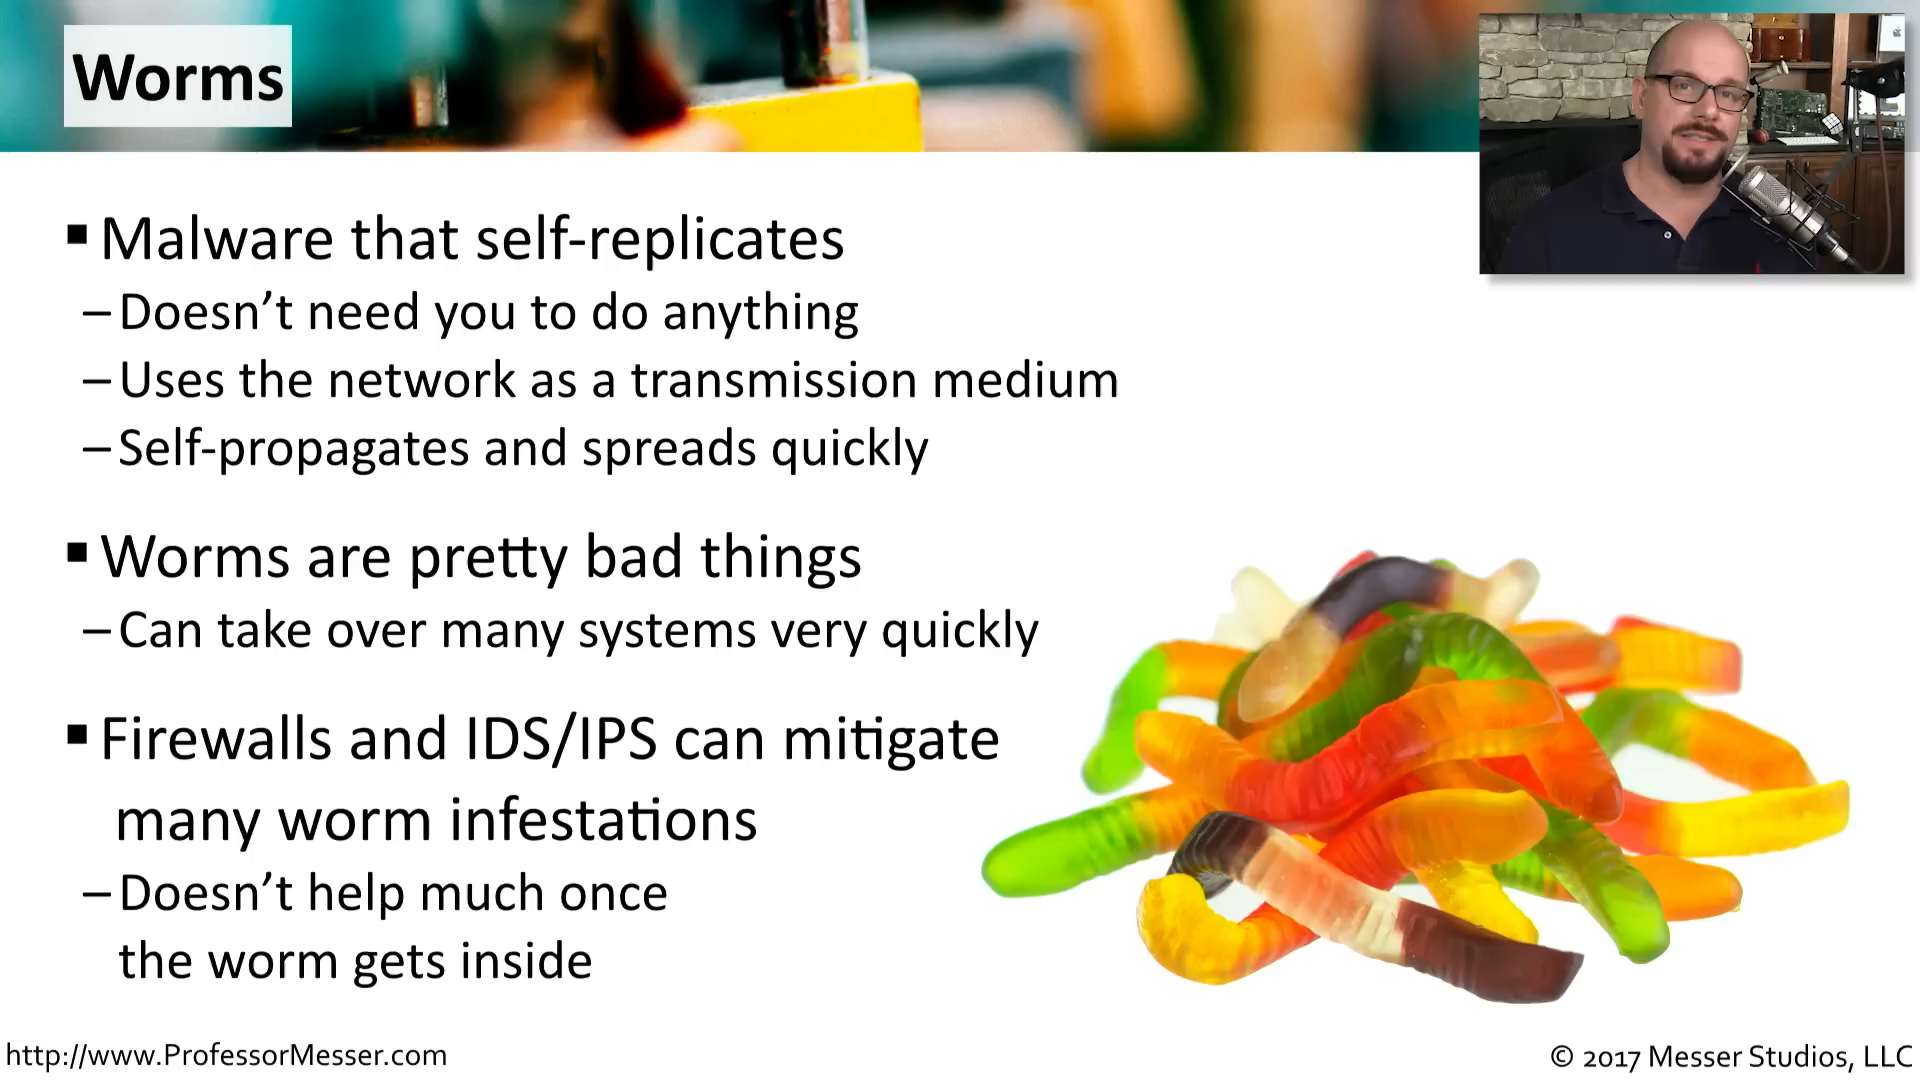 Worms
▪ Malware that self-replicates
– Doesn’t need you to do anything
– Uses the network as a transmission medium
– Self-propagates and spreads quickly
▪ Worms are pretty bad things
– Can take over many systems very quickly
▪ Firewalls and IDS/IPS can mitigate
many worm infestations
– Doesn’t help much once
the worm gets inside
http://www.ProfessorMesser.com
© 2017 Messer Studios, LLC